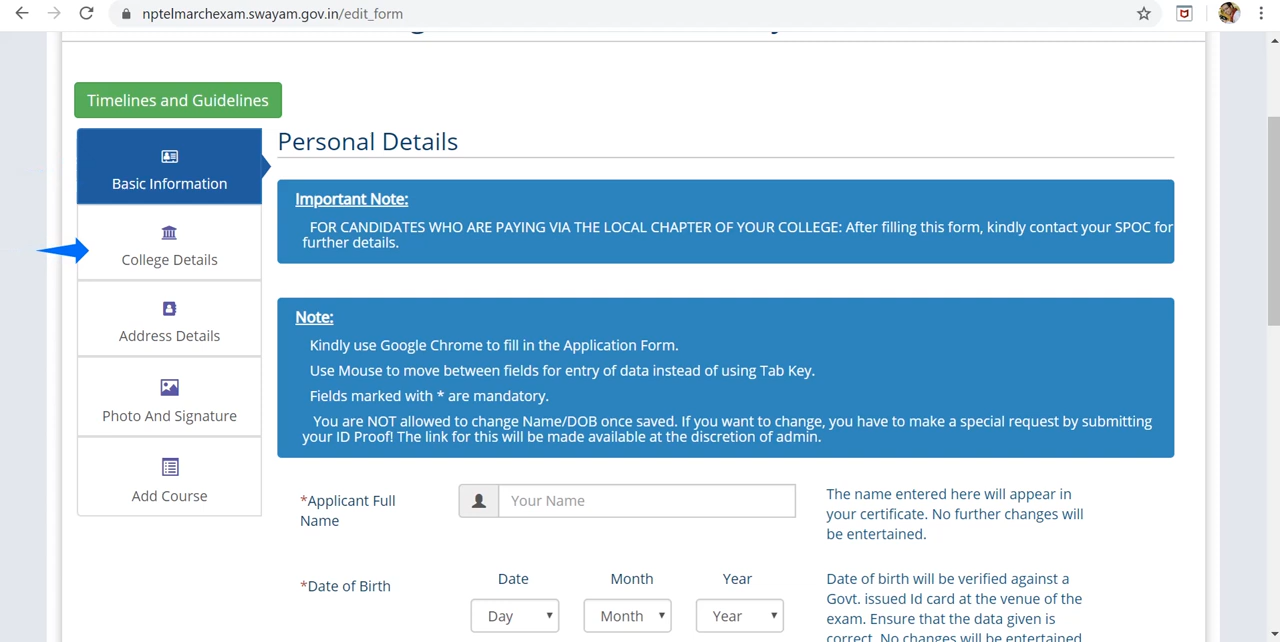 nptelmarchexam.swayam.gov.in/edit_form
Timelines and Guidelines
Basic Information
College Details
Address Details
Photo And Signature
Add Course
Personal Details
Important Note:
FOR CANDIDATES WHO ARE PAYING VIA THE LOCAL CHAPTER OF YOUR COLLEGE: After filling this form, kindly contact your SPOC for
further details.
Note:
Kindly use Google Chrome to fill in the Application Form.
Use Mouse to move between fields for entry of data instead of using Tab Key.
Fields marked with * are mandatory.
You are NOT allowed to change Name/DOB once saved. If you want to change, you have to make a special request by submitting
your ID Proof! The link for this will be made available at the discretion of admin.
*Applicant Full
Name
Your Name
The name entered here will appear in
your certificate. No further changes will
be entertained.
*Date of Birth
Date Month Year
Day Month Year
Date of birth will be verified against a
Govt. issued Id card at the venue of the
exam. Ensure that the data given is
correct. No changes will be entertained